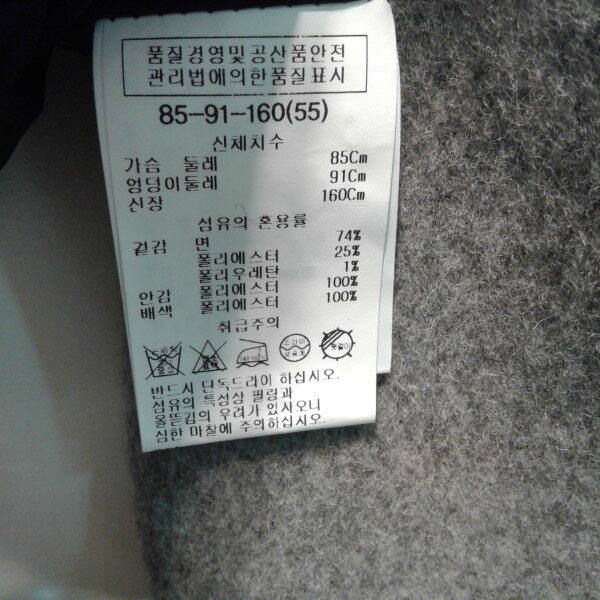 품질경영및공산품안전
관리법에의한품질표시
85-91-160(55)
신체치수
가슴 둘레 85Cm
엉덩이둘레 91Cm
신장 160Cm
섬유의 혼용률
겉감 면 74%
폴리에스터 25%
폴리우레탄 1%
안감 폴리에스터 100%
배색 폴리에스터 100%
취급주의
드라이
옷걸이
반드시 단독드라이 하십시오.
섬유의 특성상 필링과
올뜯김의 우려가 있사오니
심한 마찰에 주의하십시오.